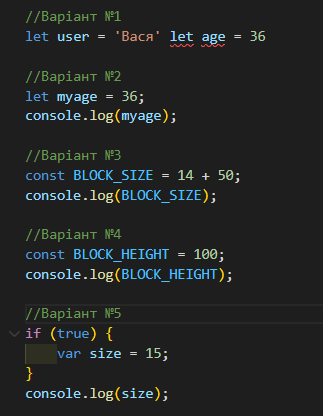 //Варіант №1
let user = 'Вася' let age = 36
//Варіант №2
let myage = 36;
console.log(myage);
//Варіант №3
const BLOCK_SIZE = 14 + 50;
console.log(BLOCK_SIZE);
//Варіант №4
const BLOCK_HEIGHT = 100;
console.log(BLOCK_HEIGHT);
//Варіант №5
if (true) {
var size = 15;
}
console.log(size);